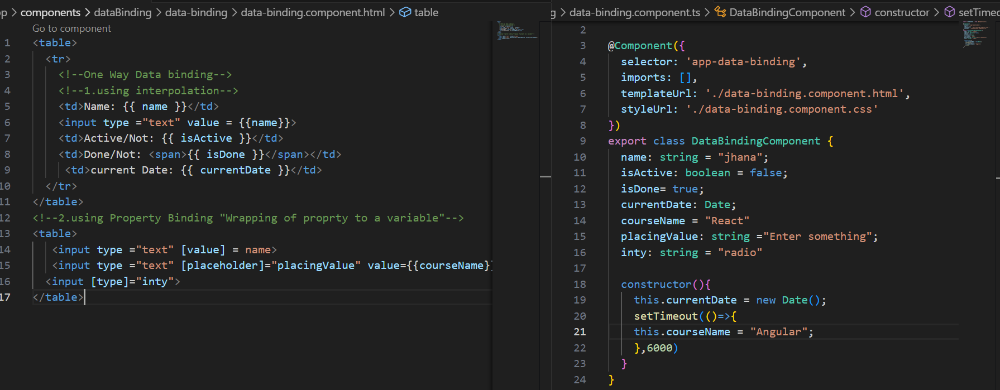 p > components > dataBinding > data-binding > data-binding.component.html > table
Go to component
1 <table>
2 <tr>
3 <!--One Way Data binding-->
4 <!--1.using interpolation-->
5 <td>Name: {{ name }}</td>
6 <input type ="text" value = {{name}}>
7 <td>Active/Not: {{ isActive }}</td>
8 <td>Done/Not: <span>{{ isDone }}</span></td>
9 <td>current Date: {{ currentDate }}</td>
10 </tr>
11 </table>
12 <!--2.using Property Binding "Wrapping of proprty to a variable"-->
13 <table>
14 <input type ="text" [value] = name>
15 <input type ="text" [placeholder]="placingValue" value={{courseName}
16 <input [type]="inty">
17 </table>
g > data-binding.component.ts > DataBindingComponent > constructor > setTimeo
2
3 @Component({
4 selector: 'app-data-binding',
5 imports: [],
6 templateUrl: './data-binding.component.html',
7 styleUrl: './data-binding.component.css'
8 })
9 export class DataBindingComponent {
10 name: string = "jhana";
11 isActive: boolean = false;
12 isDone= true;
13 currentDate: Date;
14 courseName = "React"
15 placingValue: string ="Enter something";
16 inty: string = "radio"
17
18 constructor(){
19 this.currentDate = new Date();
20 setTimeout(()=>{
21 this.courseName = "Angular";
22 },6000)
23 }
24 }